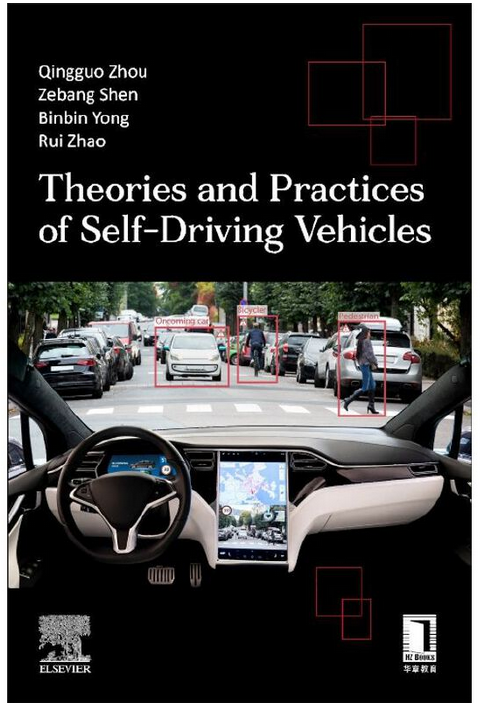 Qingguo Zhou
Zebang Shen
Binbin Yong
Rui Zhao
Theories and Practices
of Self-Driving Vehicles
Oncoming car
Bicycler
Pedestrian
ELSEVIER
HZ BOOKS
华章教育